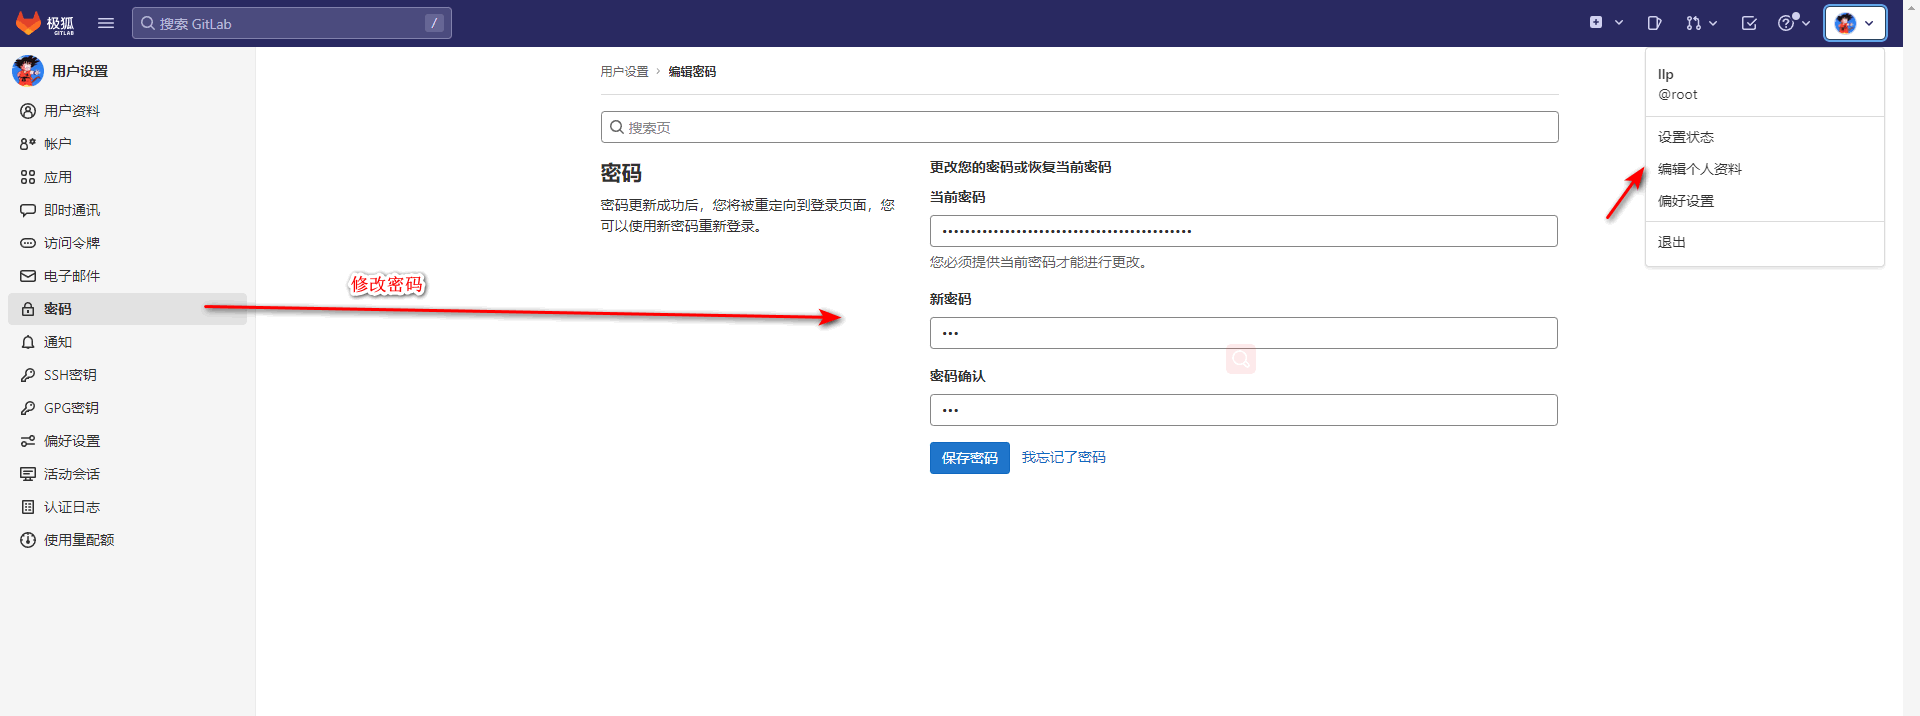 极狐
GITLAB
搜索 GitLab
/
用户设置
用户资料
帐户
应用
即时通讯
访问令牌
电子邮件
密码
通知
SSH密钥
GPG密钥
偏好设置
活动会话
认证日志
使用量配额
修改密码
用户设置 › 编辑密码
搜索页
密码
密码更新成功后，您将被重定向到登录页面，您
可以使用新密码重新登录。
更改您的密码或恢复当前密码
当前密码
您必须提供当前密码才能进行更改。
新密码
密码确认
保存密码 我忘记了密码
llp
@root
设置状态
编辑个人资料
偏好设置
退出